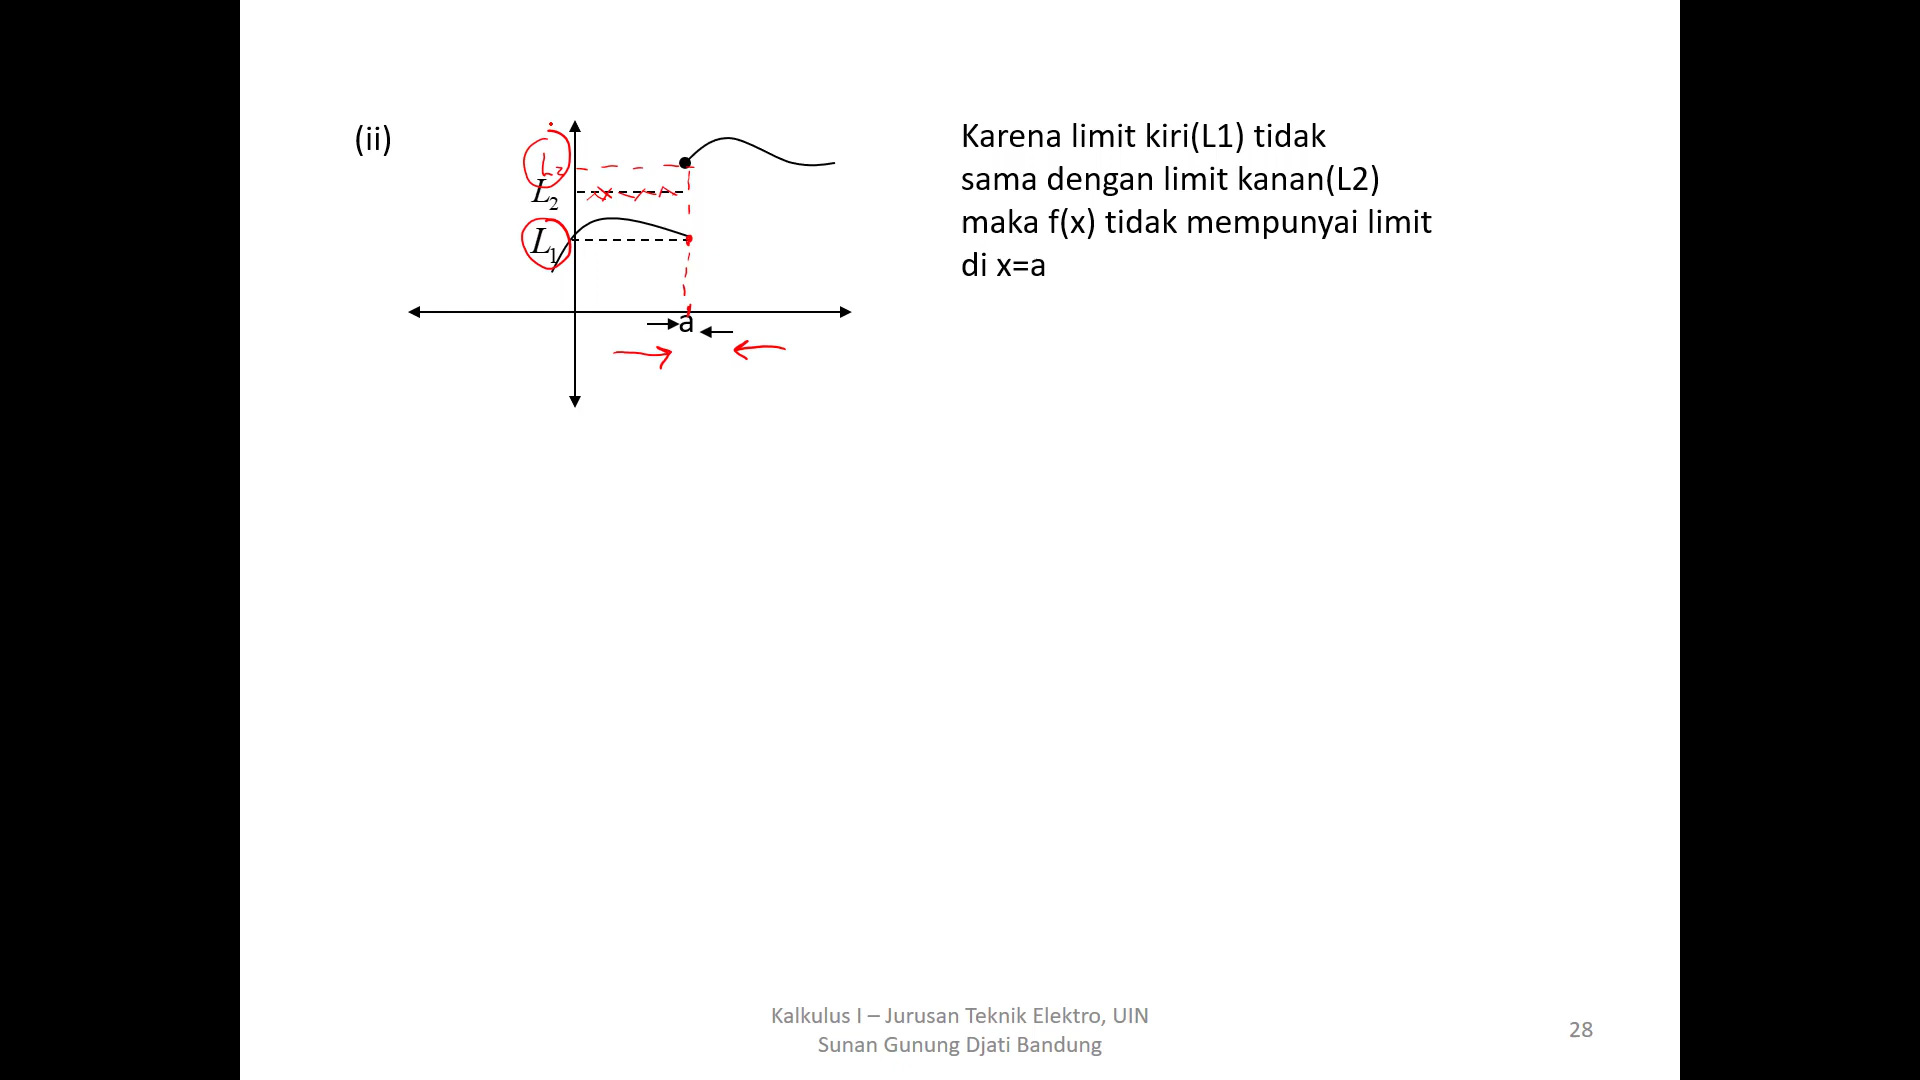 (ii)
L2
L2
L1
a
Karena limit kiri(L1) tidak
sama dengan limit kanan(L2)
maka f(x) tidak mempunyai limit
di x=a
Kalkulus I – Jurusan Teknik Elektro, UIN
Sunan Gunung Djati Bandung
28